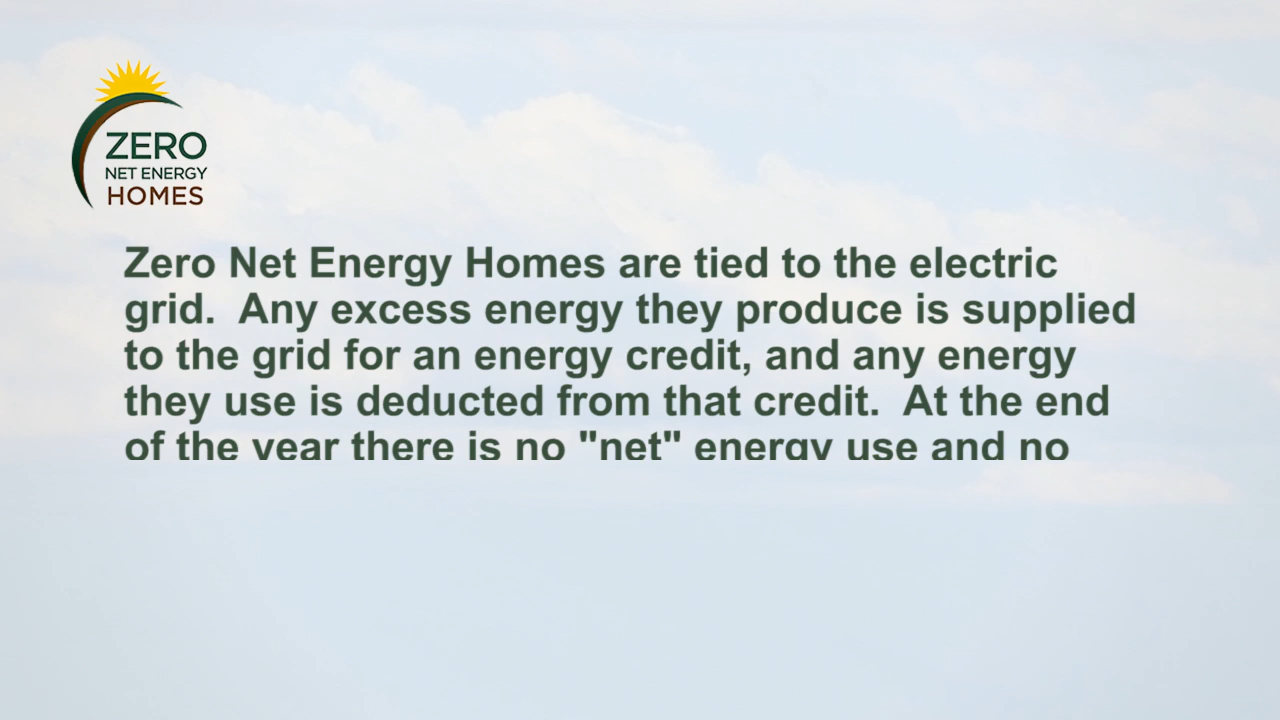 ZERO
NET ENERGY
HOMES
Zero Net Energy Homes are tied to the electric
grid.  Any excess energy they produce is supplied
to the grid for an energy credit, and any energy
they use is deducted from that credit.  At the end
of the year there is no "net" energy use and no